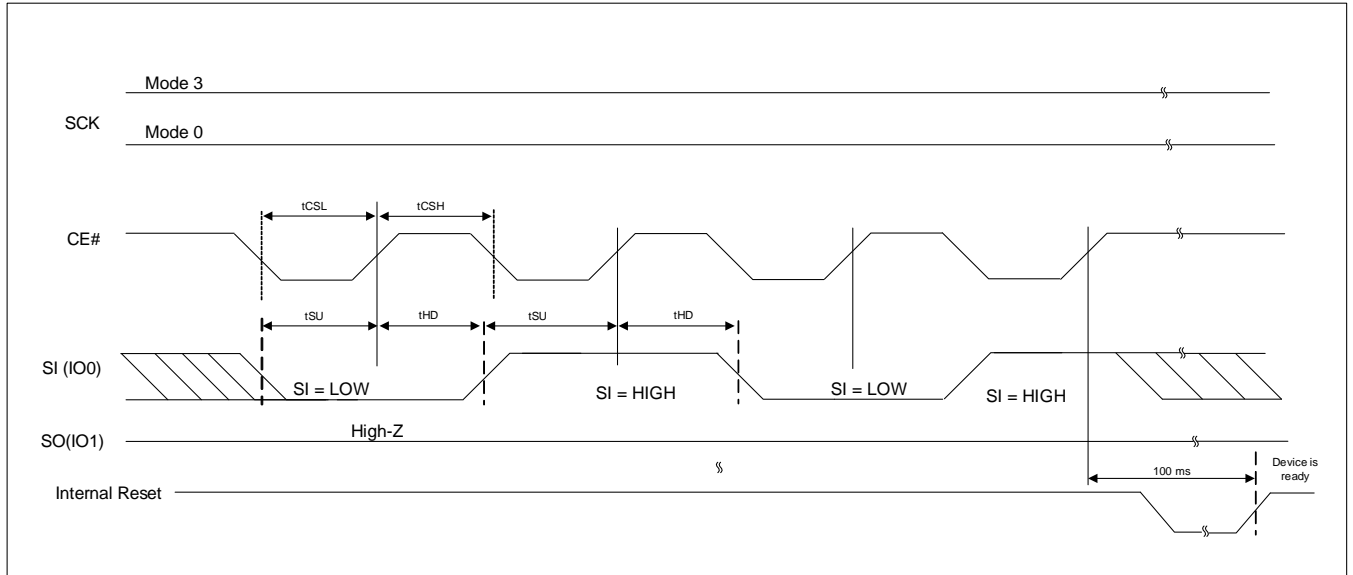 Mode 3
SCK
Mode 0
tCSL
tCSH
CE#
tSU
tHD
tSU
tHD
SI (IO0)
SI = LOW
SI = HIGH
SI = LOW
SI = HIGH
High-Z
SO(IO1)
100 ms
Device is
ready
Internal Reset